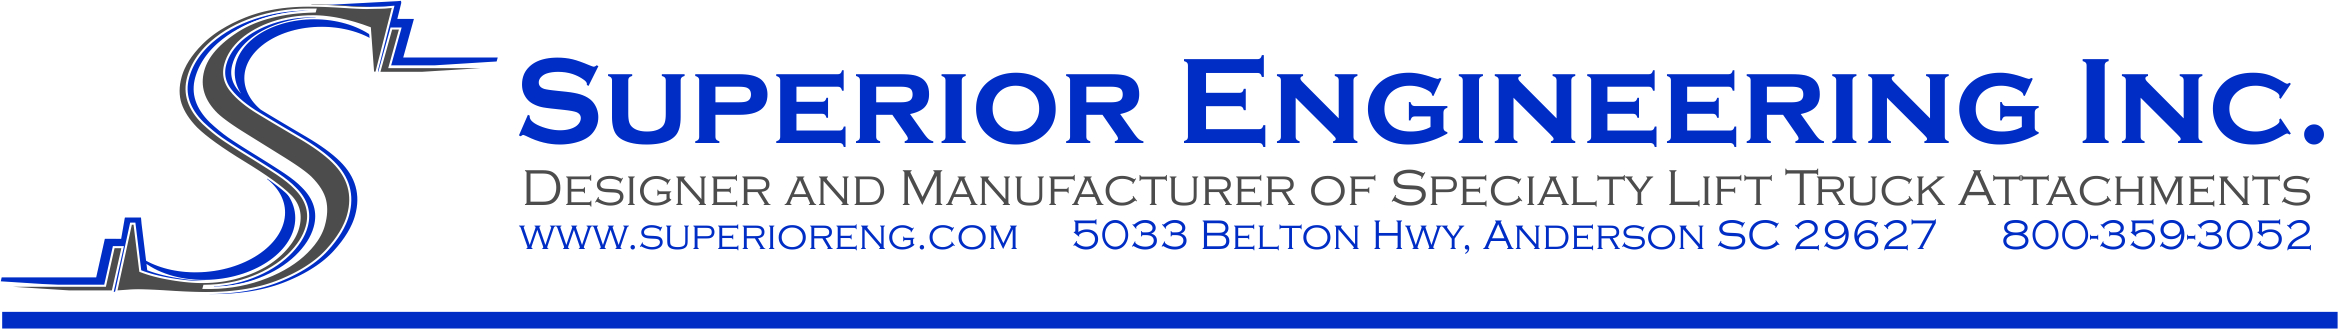 SUPERIOR ENGINEERING INC.
DESIGNER AND MANUFACTURER OF SPECIALTY LIFT TRUCK ATTACHMENTS
WWW.SUPERIORENG.COM 5033 BELTON HWY, ANDERSON SC 29627 800-359-3052